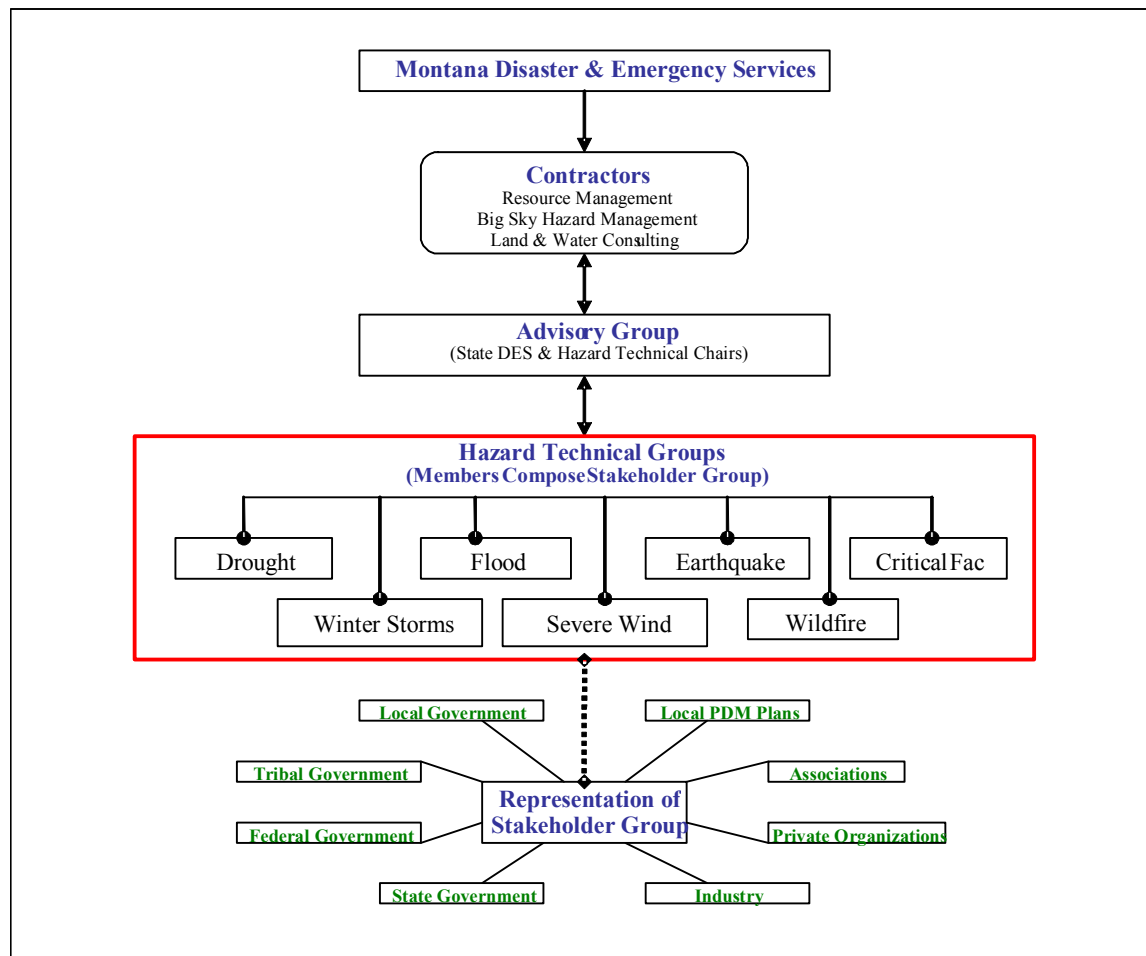 Montana Disaster & Emergency Services
Contractors
Resource Management
Big Sky Hazard Management
Land & Water Consulting
Advisory Group
(State DES & Hazard Technical Chairs)
Hazard Technical Groups
(Members Compose Stakeholder Group)
Drought
Flood
Earthquake
Critical Fac
Winter Storms
Severe Wind
Wildfire
Local Government
Local PDM Plans
Tribal Government
Associations
Representation of
Stakeholder Group
Federal Government
Private Organizations
State Government
Industry